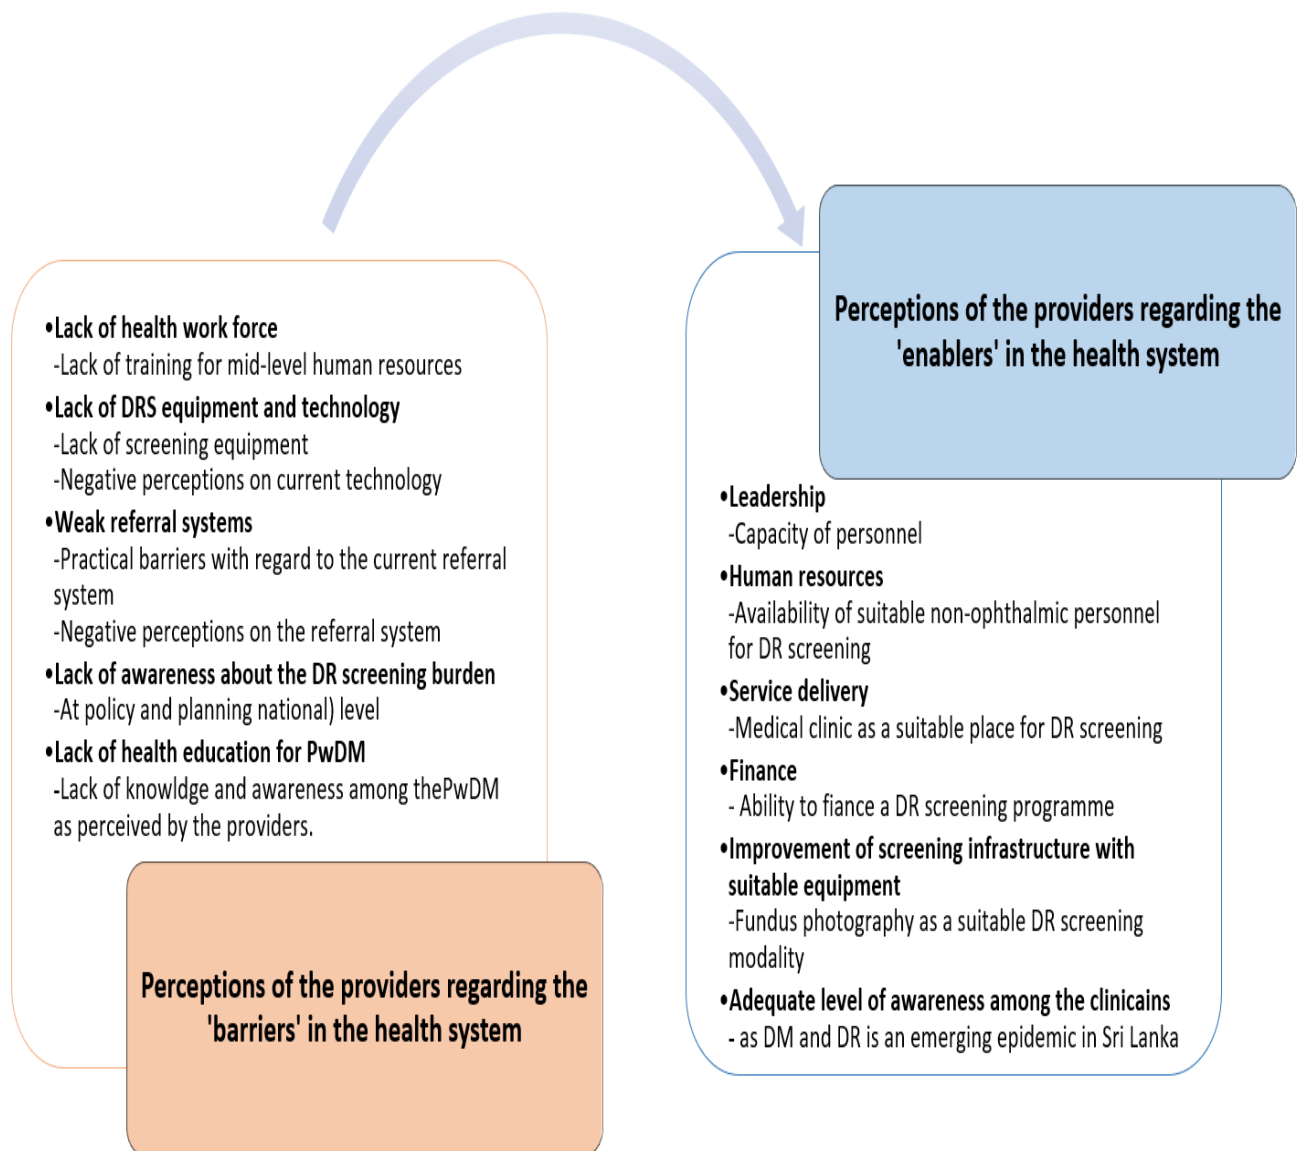 •Lack of health work force
-Lack of training for mid-level human resources
•Lack of DRS equipment and technology
-Lack of screening equipment
-Negative perceptions on current technology
•Weak referral systems
-Practical barriers with regard to the current referral
system
-Negative perceptions on the referral system
•Lack of awareness about the DR screening burden
-At policy and planning national) level
•Lack of health education for PwDM
-Lack of knowldge and awareness among thePwDM
as perceived by the providers.
Perceptions of the providers regarding the
'barriers' in the health system
Perceptions of the providers regarding the
'enablers' in the health system
•Leadership
-Capacity of personnel
•Human resources
-Availability of suitable non-ophthalmic personnel
for DR screening
•Service delivery
-Medical clinic as a suitable place for DR screening
•Finance
- Ability to fiance a DR screening programme
•Improvement of screening infrastructure with
suitable equipment
-Fundus photography as a suitable DR screening
modality
•Adequate level of awareness among the clinicains
- as DM and DR is an emerging epidemic in Sri Lanka